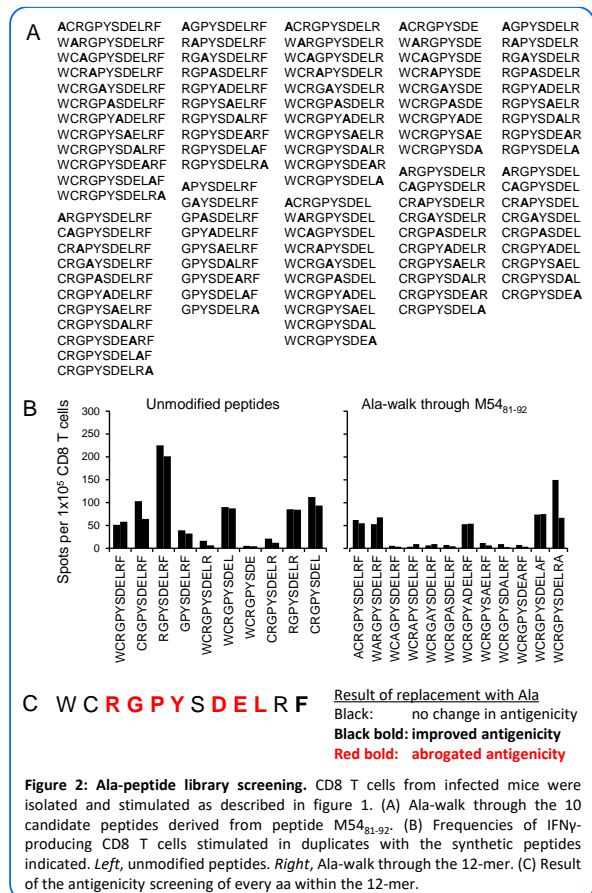 A
ACRGPYSDELRF
WARGPYSDELRF
WCAGPYSDELRF
WCRAPYSDELRF
WCRGAYSDELRF
WCRGPASDELRF
WCRGPYADELRF
WCRGPYSAELRF
WCRGPYSDALRF
WCRGPYSDEARF
WCRGPYSDELAF
WCRGPYSDELRA
ARGPYSDELRF
CAGPYSDELRF
CRAPYSDELRF
CRGAYSDELRF
CRGPASDELRF
CRGPYADELRF
CRGPYSAELRF
CRGPYSDALRF
CRGPYSDEARF
CRGPYSDELAF
CRGPYSDELRA
AGPYSDELRF
RAPYSDELRF
RGAYSDELRF
RGPASDELRF
RGPYADELRF
RGPYSAELRF
RGPYSDALRF
RGPYSDEARF
RGPYSDELAF
RGPYSDELRA
APYSDELRF
GAYSDELRF
GPASDELRF
GPYADELRF
GPYSAELRF
GPYSDALRF
GPYSDEARF
GPYSDELAF
GPYSDELRA
ACRGPYSDELR
WARGPYSDELR
WCAGPYSDELR
WCRAPYSDELR
WCRGAYSDELR
WCRGPASDELR
WCRGPYADELR
WCRGPYSAELR
WCRGPYSDALR
WCRGPYSDEAR
WCRGPYSDELA
ACRGPYSDEL
WARGPYSDEL
WCAGPYSDEL
WCRAPYSDEL
WCRGAYSDEL
WCRGPASDEL
WCRGPYADEL
WCRGPYSAEL
WCRGPYSDAL
WCRGPYSDEA
ACRGPYSDE
WARGPYSDE
WCAGPYSDE
WCRAPYSDE
WCRGAYSDE
WCRGPASDE
WCRGPYADE
WCRGPYSAE
WCRGPYSDA
ARGPYSDELR
CAGPYSDELR
CRAPYSDELR
CRGAYSDELR
CRGPASDELR
CRGPYADELR
CRGPYSAELR
CRGPYSDALR
CRGPYSDEAR
CRGPYSDELA
AGPYSDELR
RAPYSDELR
RGAYSDELR
RGPASDELR
RGPYADELR
RGPYSAELR
RGPYSDALR
RGPYSDEAR
RGPYSDELA
ARGPYSDEL
CAGPYSDEL
CRAPYSDEL
CRGAYSDEL
CRGPASDEL
CRGPYADEL
CRGPYSAEL
CRGPYSDAL
CRGPYSDEA
B
Spots per 1x10⁵ CD8 T cells
300
250
200
150
100
50
0
Unmodified peptides
WCRGPYSDELRF
CRGPYSDELRF
RGPYSDELRF
GPYSDELRF
WCRGPYSDELR
WCRGPYSDEL
WCRGPYSDE
CRGPYSDELR
RGPYSDELR
CRGPYSDEL
Ala-walk through M54₈₁₋₉₂
ACRGPYSDELRF
WARGPYSDELRF
WCAGPYSDELRF
WCRAPYSDELRF
WCRGAYSDELRF
WCRGPASDELRF
WCRGPYADELRF
WCRGPYSAELRF
WCRGPYSDALRF
WCRGPYSDEARF
WCRGPYSDELAF
WCRGPYSDELRA
C W C R G P Y S D E L R F
Result of replacement with Ala
Black: no change in antigenicity
Black bold: improved antigenicity
Red bold: abrogated antigenicity
Figure 2: Ala-peptide library screening. CD8 T cells from infected mice were
isolated and stimulated as described in figure 1. (A) Ala-walk through the 10
candidate peptides derived from peptide M54₈₁₋₉₂. (B) Frequencies of IFNγ-
producing CD8 T cells stimulated in duplicates with the synthetic peptides
indicated. Left, unmodified peptides. Right, Ala-walk through the 12-mer. (C) Result
of the antigenicity screening of every aa within the 12-mer.